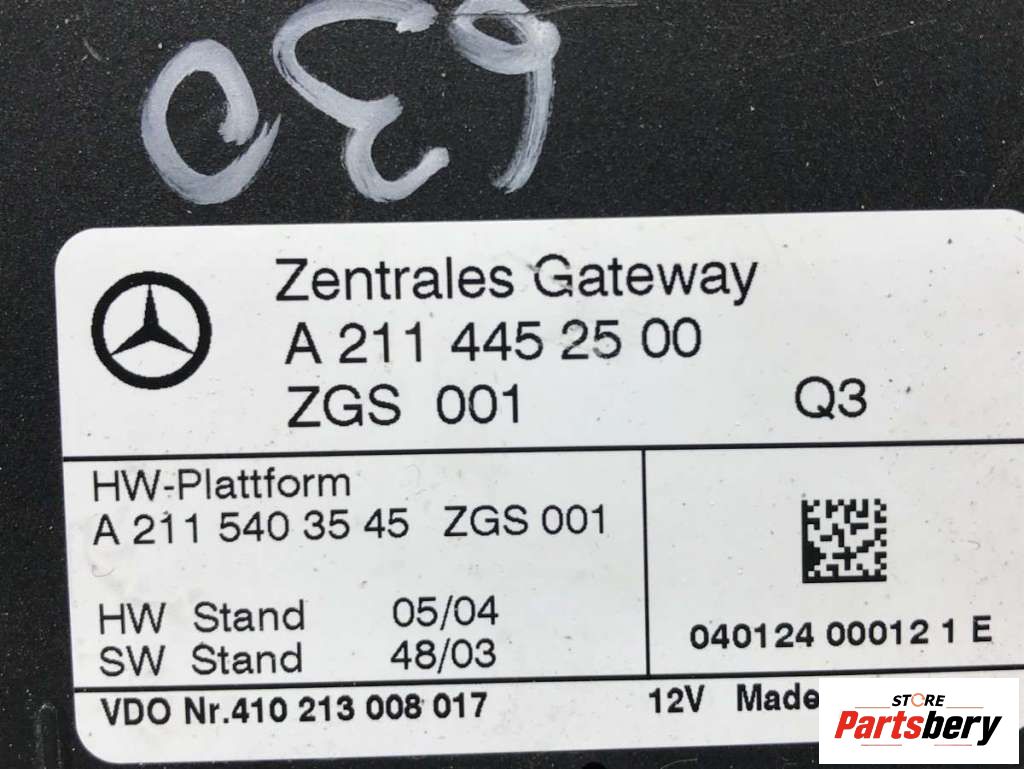 630
Zentrales Gateway
A 211 445 25 00
ZGS 001 Q3
HW-Plattform
A 211 540 35 45 ZGS 001
HW Stand 05/04
SW Stand 48/03
040124 00012 1 E
VDO Nr.410 213 008 017 12V Made
STORE
Partsbery